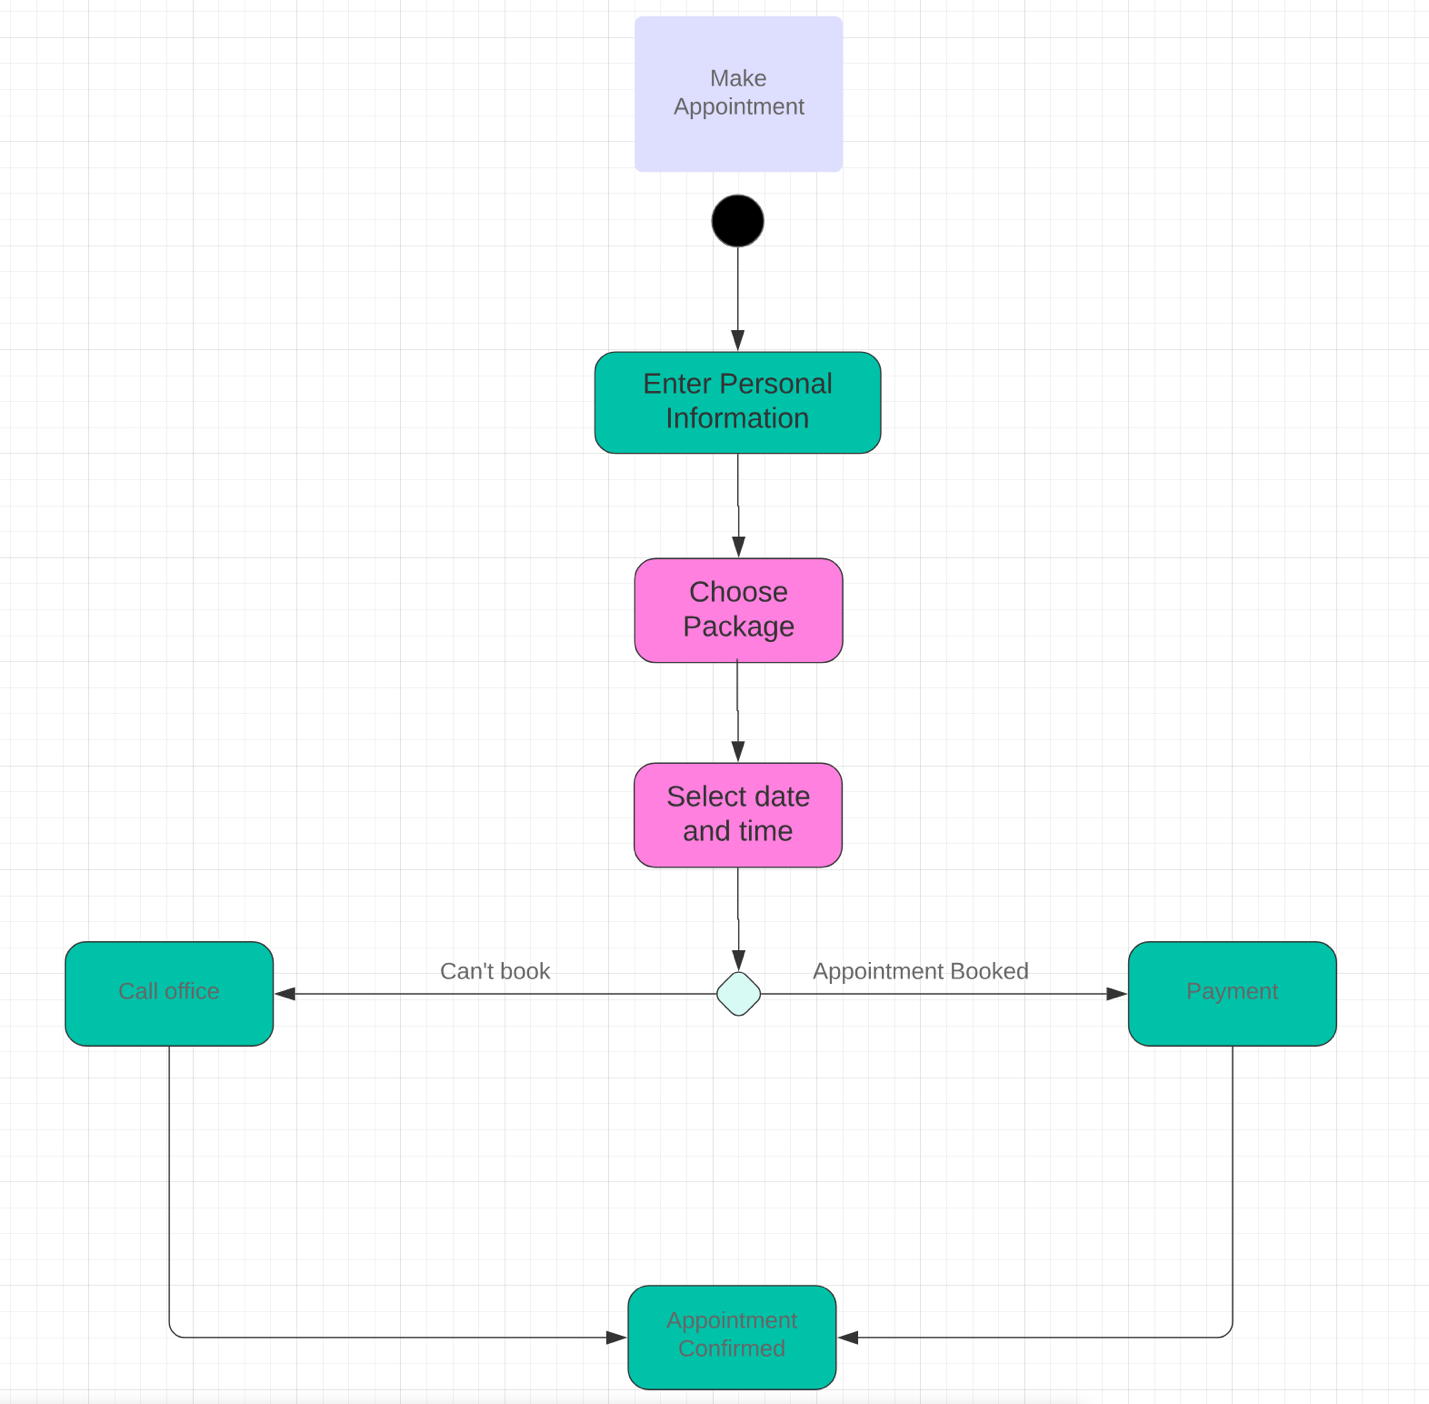 Make
Appointment
Enter Personal
Information
Choose
Package
Select date
and time
Can't book
Appointment Booked
Call office
Payment
Appointment
Confirmed